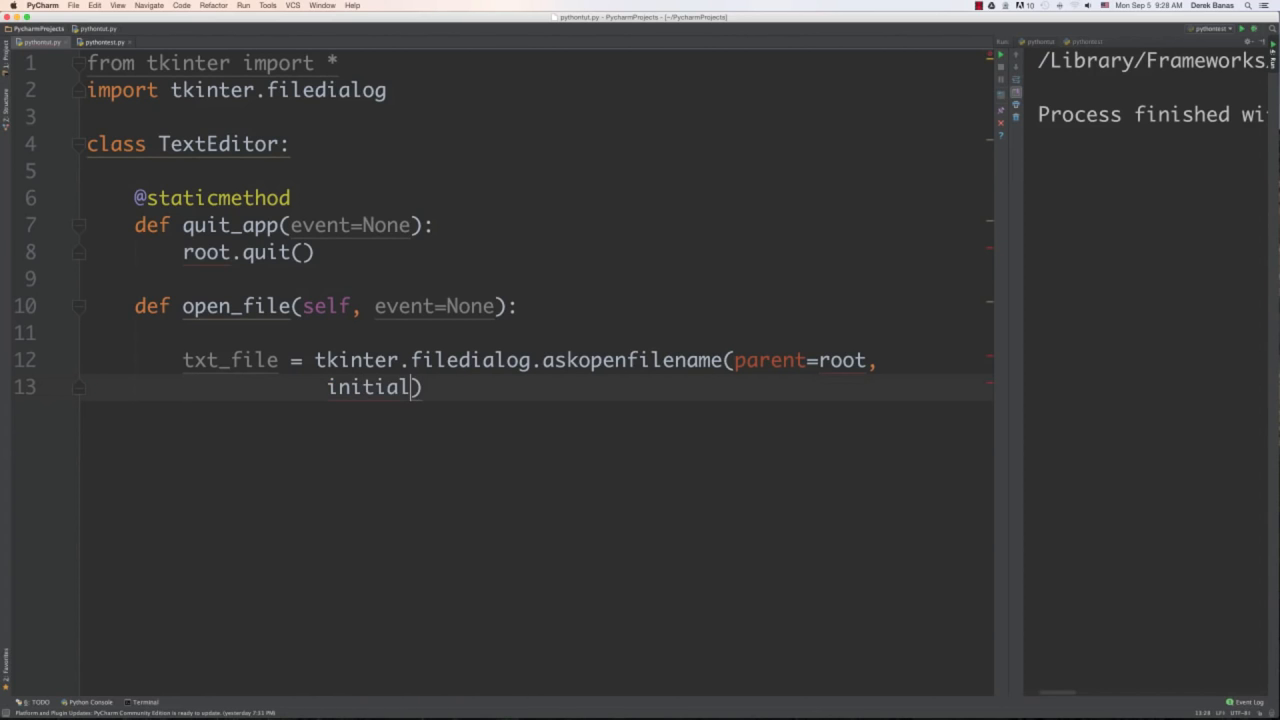 PyCharm File Edit View Navigate Code Refactor Run Tools VCS Window Help 10 Mon Sep 5 9:28 AM Derek Banas
pythontut.py - PycharmProjects - [~/PycharmProjects]
PycharmProjects pythontut.py pythontest
pythontut.py pythontest.py Run: pythontut pythontest
1 from tkinter import *
2 import tkinter.filedialog
3
4 class TextEditor:
5
6 @staticmethod
7 def quit_app(event=None):
8 root.quit()
9
10 def open_file(self, event=None):
11
12 txt_file = tkinter.filedialog.askopenfilename(parent=root,
13 initial)
/Library/Frameworks
Process finished wi
1: Project
Z: Structure
2: Favorites
4: Run
6: TODO Python Console Terminal Event Log
Platform and Plugin Updates: PyCharm Community Edition is ready to update. (yesterday 7:51 PM) 13:28 LF÷ UTF-8÷